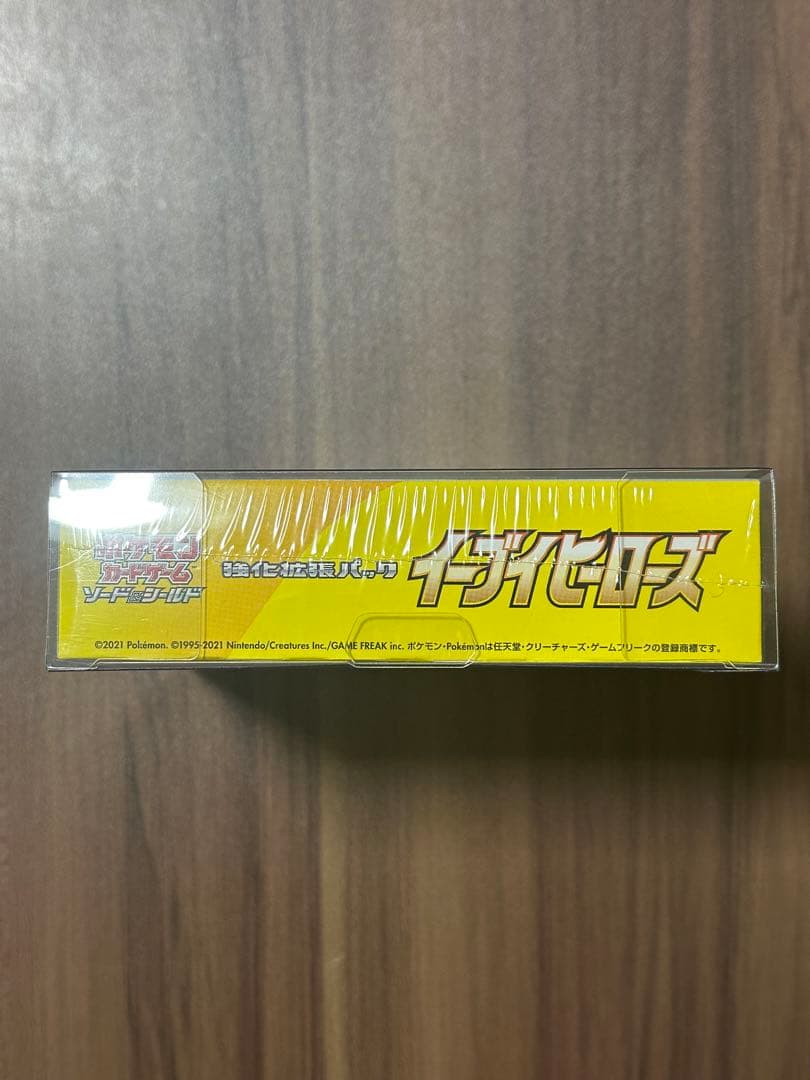 ポケモン
カードゲーム
ソード&シールド
強化拡張パック
イーブイヒーローズ
©2021 Pokémon. ©1995-2021 Nintendo/Creatures Inc./GAME FREAK inc. ポケモン・Pokémonは任天堂・クリーチャーズ・ゲームフリークの登録商標です。